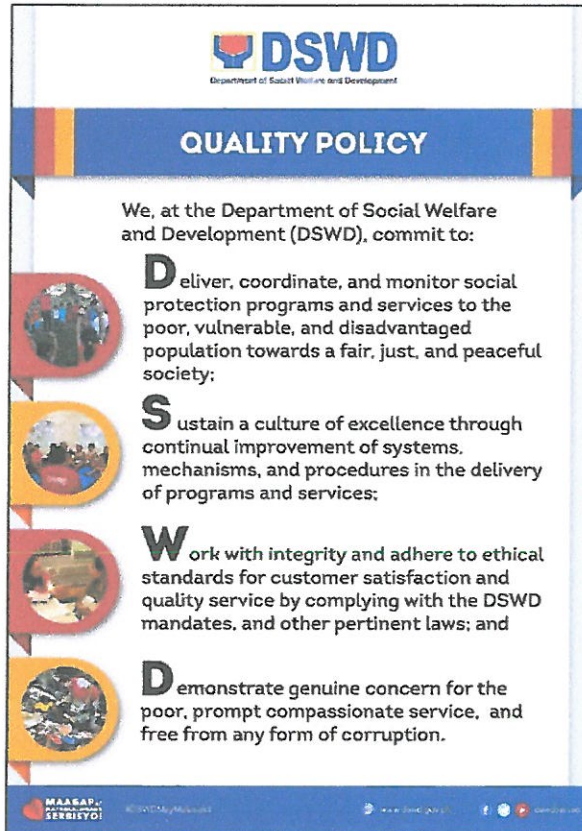 DSWD
Department of Social Welfare and Development
QUALITY POLICY
We, at the Department of Social Welfare
and Development (DSWD), commit to:
Deliver, coordinate, and monitor social
protection programs and services to the
poor, vulnerable, and disadvantaged
population towards a fair, just, and peaceful
society;
Sustain a culture of excellence through
continual improvement of systems,
mechanisms, and procedures in the delivery
of programs and services;
Work with integrity and adhere to ethical
standards for customer satisfaction and
quality service by complying with the DSWD
mandates, and other pertinent laws; and
Demonstrate genuine concern for the
poor, prompt compassionate service, and
free from any form of corruption.
MAAGAP
SERBISYO!
#DSWDMayMalasakit
www.dswd.gov.ph